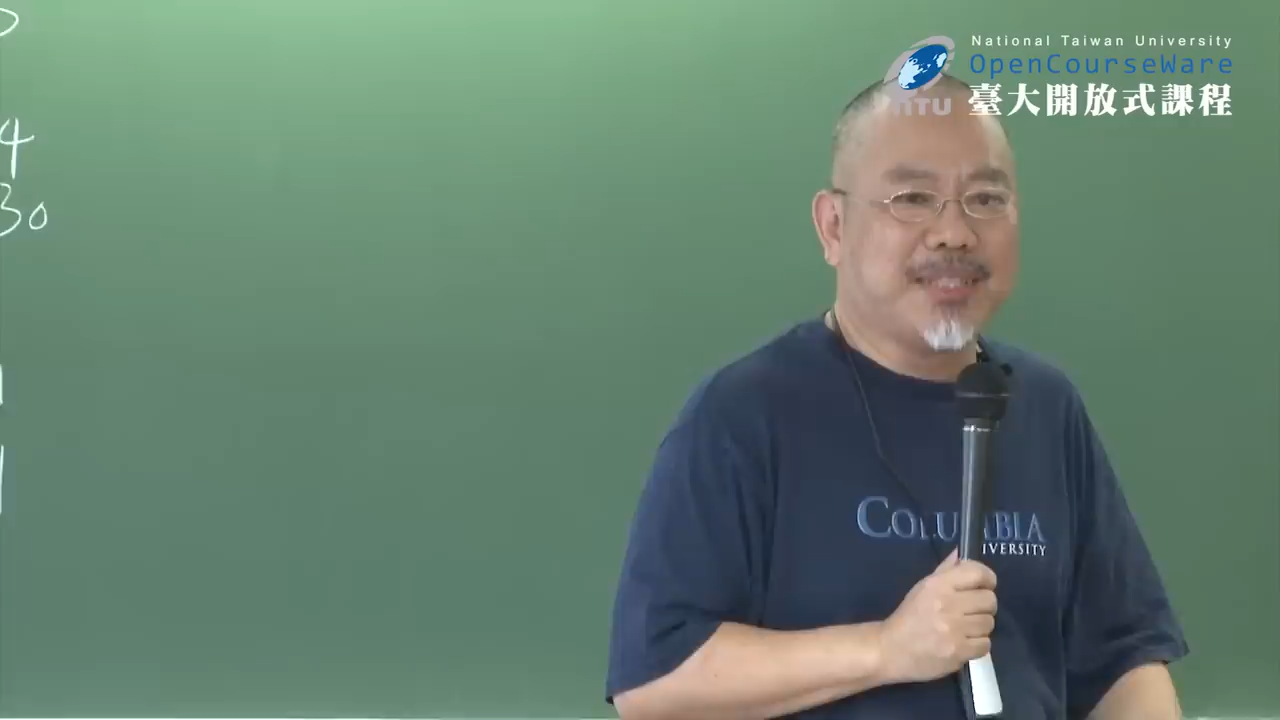 National Taiwan University
OpenCourseWare
NTU 臺大開放式課程
4
30
COLUMBIA
UNIVERSITY